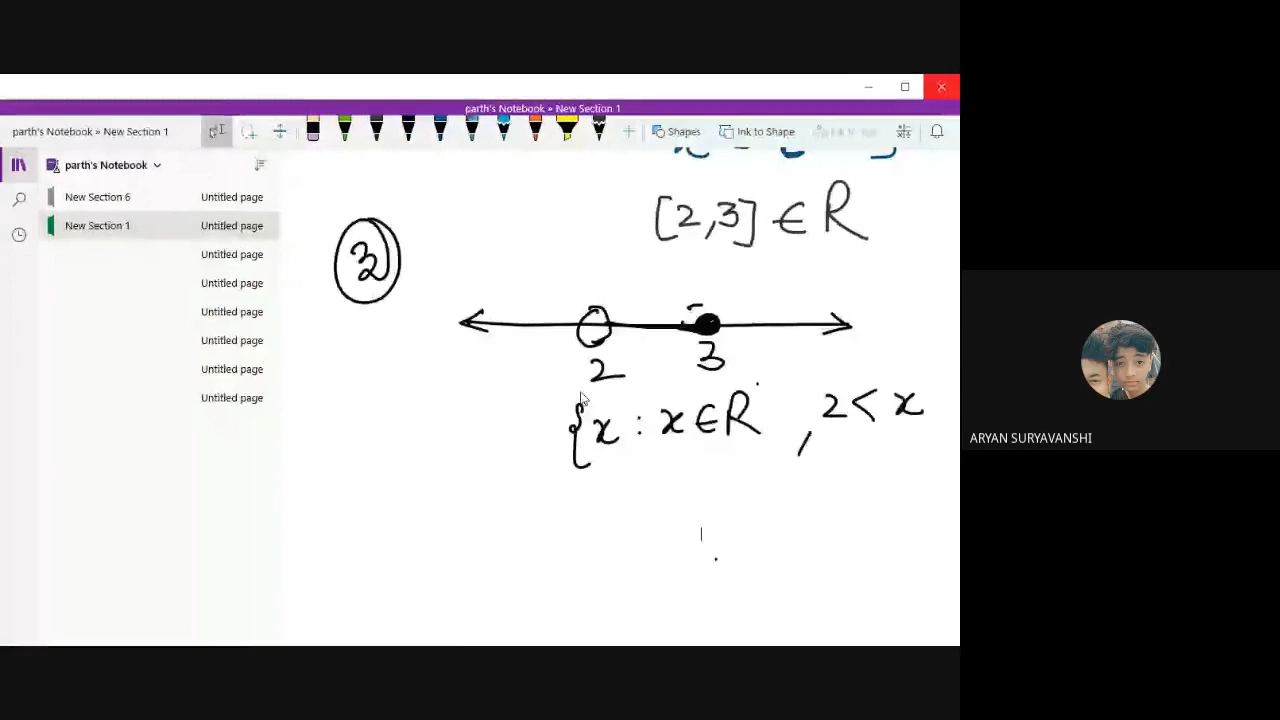 parth's Notebook » New Section 1
parth's Notebook » New Section 1
Shapes
Ink to Shape
parth's Notebook
New Section 6
New Section 1
Untitled page
Untitled page
Untitled page
Untitled page
Untitled page
Untitled page
Untitled page
Untitled page
[2,3] ∈ R
3
2 3
{x : x ∈ R , 2 < x
ARYAN SURYAVANSHI